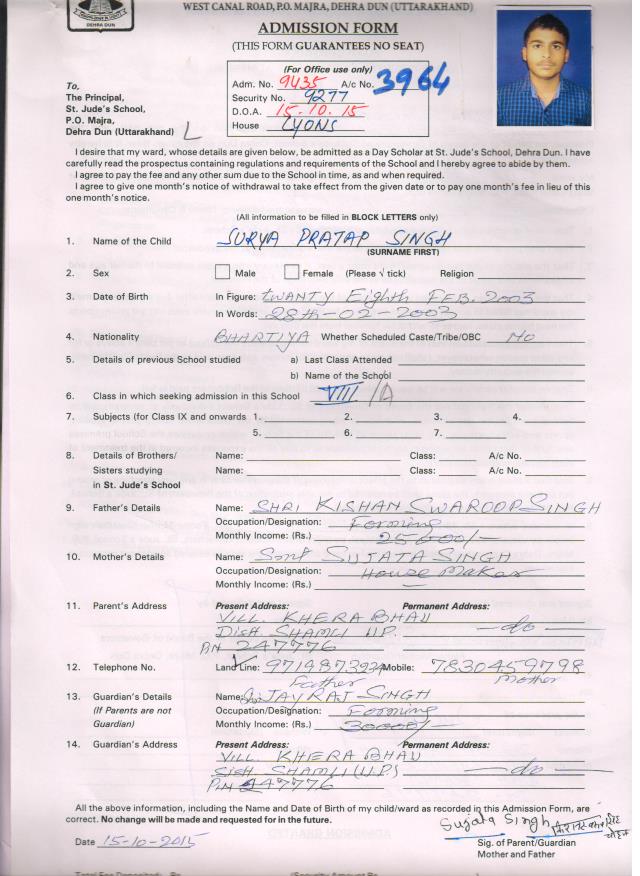 DEHRA DUN
WEST CANAL ROAD, P.O. MAJRA, DEHRA DUN (UTTARAKHAND)
ADMISSION FORM
(THIS FORM GUARANTEES NO SEAT)
(For Office use only)
Adm. No. 9435 A/c No. 3964
Security No. 9277
D.O.A. 15.10.15
House LYONS
To,
The Principal,
St. Jude's School,
P.O. Majra,
Dehra Dun (Uttarakhand)
I desire that my ward, whose details are given below, be admitted as a Day Scholar at St. Jude's School, Dehra Dun. I have
carefully read the prospectus containing regulations and requirements of the School and I hereby agree to abide by them.
I agree to pay the fee and any other sum due to the School in time, as and when required.
I agree to give one month's notice of withdrawal to take effect from the given date or to pay one month's fee in lieu of this
one month's notice.
(All information to be filled in BLOCK LETTERS only)
1. Name of the Child SURYA PRATAP SINGH
(SURNAME FIRST)
2. Sex Male Female (Please √ tick) Religion
3. Date of Birth In Figure: TWANTY Eighth FEB. 2003
In Words: 28th-02-2003
4. Nationality BHARTIYA Whether Scheduled Caste/Tribe/OBC NO
5. Details of previous School studied a) Last Class Attended
b) Name of the School
6. Class in which seeking admission in this School VIII /A
7. Subjects (for Class IX and onwards 1. 2. 3. 4.
5. 6. 7.
8. Details of Brothers/ Name: Class: A/c No.
Sisters studying Name: Class: A/c No.
in St. Jude's School
9. Father's Details Name: SHRI KISHAN SWAROOP SINGH
Occupation/Designation: Forming
Monthly Income: (Rs.) 25000/-
10. Mother's Details Name: Smt SUJATA SINGH
Occupation/Designation: House Maker
Monthly Income: (Rs.) —
11. Parent's Address Present Address: Permanent Address:
VILL. KHERA BHAU
Distt. SHAMLI U.P. —do—
PIN 247776
12. Telephone No. Land Line: Mobile: 7830459798
Father Mother
13. Guardian's Details Name: JAYRAJ SINGH
(If Parents are not Occupation/Designation: Forming
Guardian) Monthly Income: (Rs.) 30000/-
14. Guardian's Address Present Address: Permanent Address:
VILL. KHERA BHAU
SHAMLI (U.P) —do—
PIN 247776
All the above information, including the Name and Date of Birth of my child/ward as recorded in this Admission Form, are
correct. No change will be made and requested for in the future.
Sujata Singh
Date 15-10-2015 Sig. of Parent/Guardian
Mother and Father